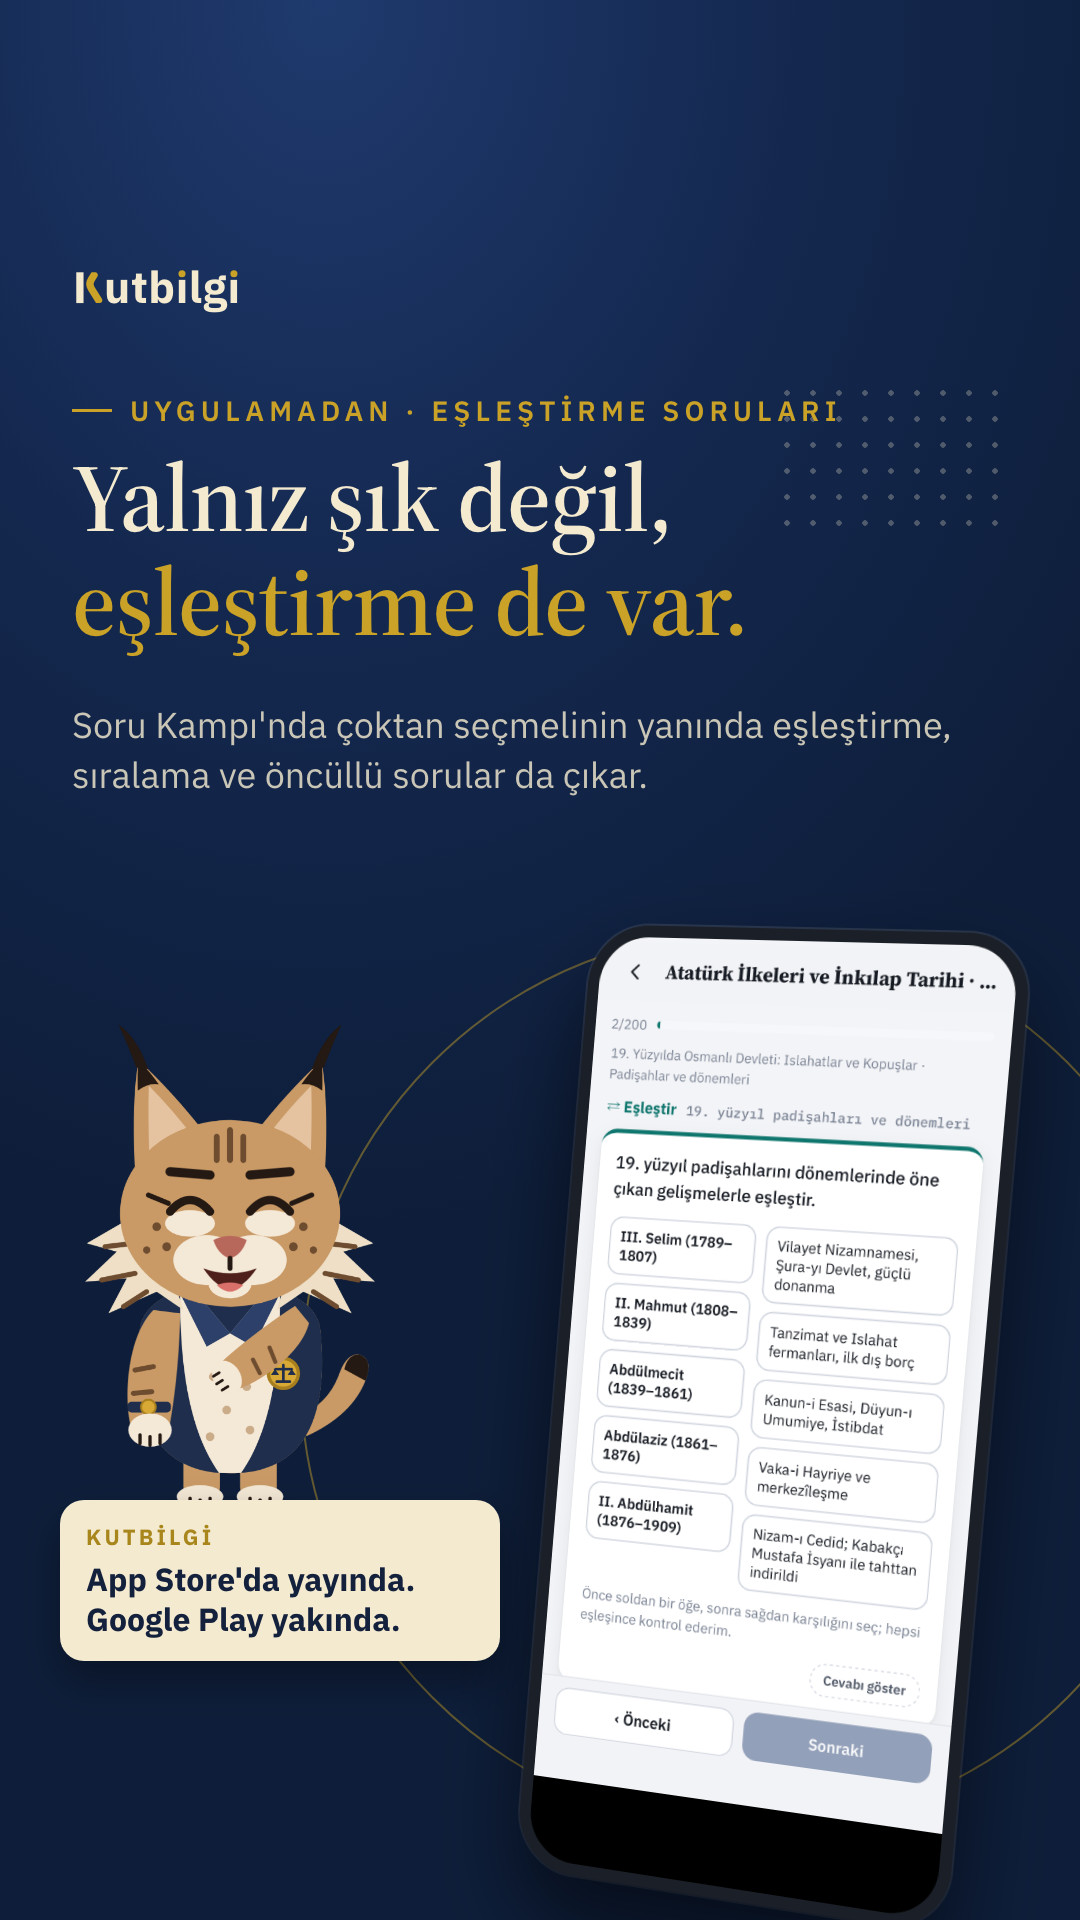 Kutbilgi
UYGULAMADAN · EŞLEŞTİRME SORULARI
Yalnız şık değil,
eşleştirme de var.
Soru Kampı'nda çoktan seçmelinin yanında eşleştirme,
sıralama ve öncüllü sorular da çıkar.
Atatürk İlkeleri ve İnkılap Tarihi · ...
2/200
19. Yüzyılda Osmanlı Devleti: Islahatlar ve Kopuşlar ·
Padişahlar ve dönemleri
⇄ Eşleştir 19. yüzyıl padişahları ve dönemleri
19. yüzyıl padişahlarını dönemlerinde öne
çıkan gelişmelerle eşleştir.
III. Selim (1789–
1807)
II. Mahmut (1808–
1839)
Abdülmecit
(1839–1861)
Abdülaziz (1861–
1876)
II. Abdülhamit
(1876–1909)
Vilayet Nizamnamesi,
Şura-yı Devlet, güçlü
donanma
Tanzimat ve Islahat
fermanları, ilk dış borç
Kanun-i Esasi, Düyun-ı
Umumiye, İstibdat
Vaka-i Hayriye ve
merkezîleşme
Nizam-ı Cedid; Kabakçı
Mustafa İsyanı ile tahttan
indirildi
Önce soldan bir öğe, sonra sağdan karşılığını seç; hepsi
eşleşince kontrol ederim.
Cevabı göster
‹ Önceki
Sonraki
KUTBİLGİ
App Store'da yayında.
Google Play yakında.